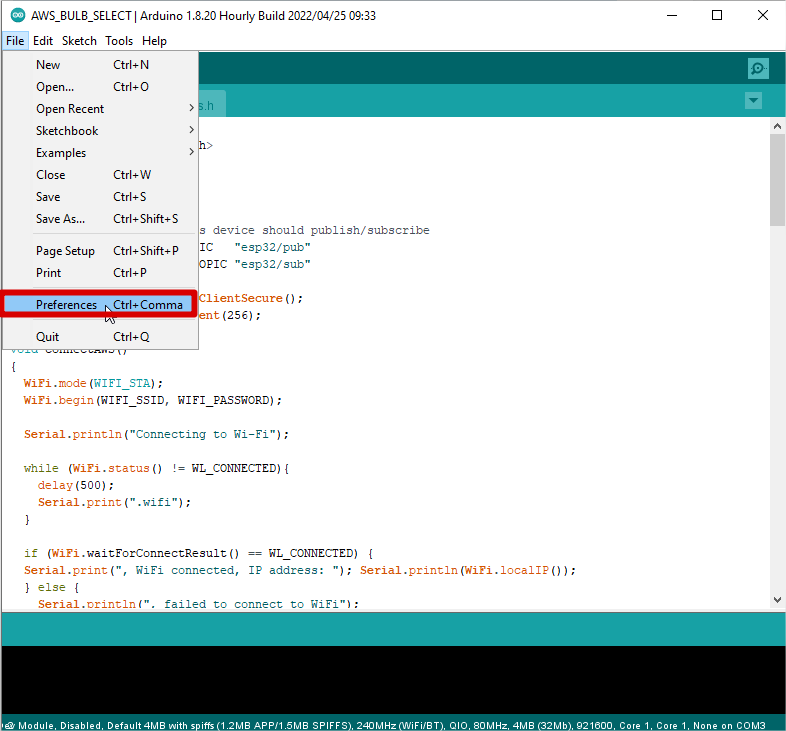 AWS_BULB_SELECT | Arduino 1.8.20 Hourly Build 2022/04/25 09:33
File Edit Sketch Tools Help
New Ctrl+N
Open... Ctrl+O
Open Recent
s.h
Sketchbook
Examples
h>
Close Ctrl+W
Save Ctrl+S
Save As... Ctrl+Shift+S
s device should publish/subscribe
Page Setup Ctrl+Shift+P
IC "esp32/pub"
OPIC "esp32/sub"
Print Ctrl+P
Preferences Ctrl+Comma
ClientSecure();
ent(256);
Quit Ctrl+Q
void connectAWS()
{
WiFi.mode(WIFI_STA);
WiFi.begin(WIFI_SSID, WIFI_PASSWORD);
Serial.println("Connecting to Wi-Fi");
while (WiFi.status() != WL_CONNECTED){
delay(500);
Serial.print(".wifi");
}
if (WiFi.waitForConnectResult() == WL_CONNECTED) {
Serial.print(", WiFi connected, IP address: "); Serial.println(WiFi.localIP());
} else {
Serial.println(", failed to connect to WiFi");
Module, Disabled, Default 4MB with spiffs (1.2MB APP/1.5MB SPIFFS), 240MHz (WiFi/BT), QIO, 80MHz, 4MB (32Mb), 921600, Core 1, Core 1, None on COM3